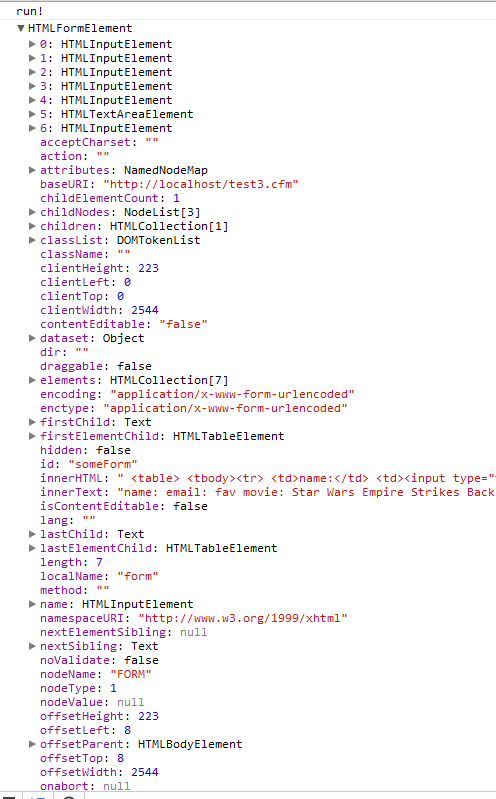 run!
▼HTMLFormElement
▶0: HTMLInputElement
▶1: HTMLInputElement
▶2: HTMLInputElement
▶3: HTMLInputElement
▶4: HTMLInputElement
▶5: HTMLTextAreaElement
▶6: HTMLInputElement
acceptCharset: ""
action: ""
▶attributes: NamedNodeMap
baseURI: "http://localhost/test3.cfm"
childElementCount: 1
▶childNodes: NodeList[3]
▶children: HTMLCollection[1]
▶classList: DOMTokenList
className: ""
clientHeight: 223
clientLeft: 0
clientTop: 0
clientWidth: 2544
contentEditable: "false"
▶dataset: Object
dir: ""
draggable: false
▶elements: HTMLCollection[7]
encoding: "application/x-www-form-urlencoded"
enctype: "application/x-www-form-urlencoded"
▶firstChild: Text
▶firstElementChild: HTMLTableElement
hidden: false
id: "someForm"
innerHTML: " <table> <tbody><tr> <td>name:</td> <td><input type="
innerText: "name: email: fav movie: Star Wars Empire Strikes Back
isContentEditable: false
lang: ""
▶lastChild: Text
▶lastElementChild: HTMLTableElement
length: 7
localName: "form"
method: ""
▶name: HTMLInputElement
namespaceURI: "http://www.w3.org/1999/xhtml"
nextElementSibling: null
▶nextSibling: Text
noValidate: false
nodeName: "FORM"
nodeType: 1
nodeValue: null
offsetHeight: 223
offsetLeft: 8
▶offsetParent: HTMLBodyElement
offsetTop: 8
offsetWidth: 2544
onabort: null